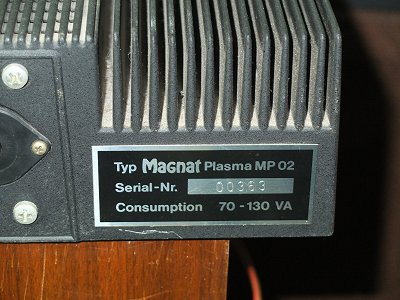 Typ Magnat Plasma MP 02
Serial-Nr. 00363
Consumption 70 - 130 VA